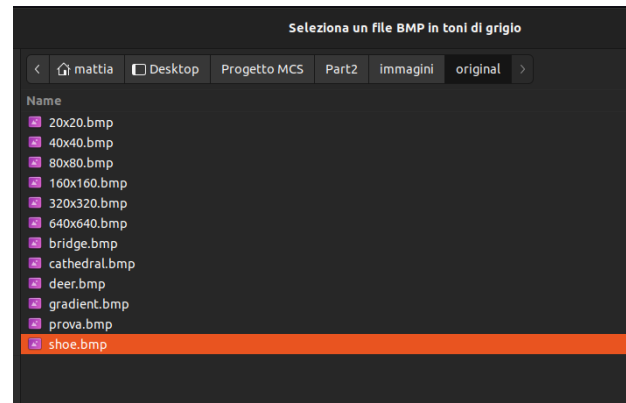 Seleziona un file BMP in toni di grigio
mattia Desktop Progetto MCS Part2 immagini original
Name
20x20.bmp
40x40.bmp
80x80.bmp
160x160.bmp
320x320.bmp
640x640.bmp
bridge.bmp
cathedral.bmp
deer.bmp
gradient.bmp
prova.bmp
shoe.bmp